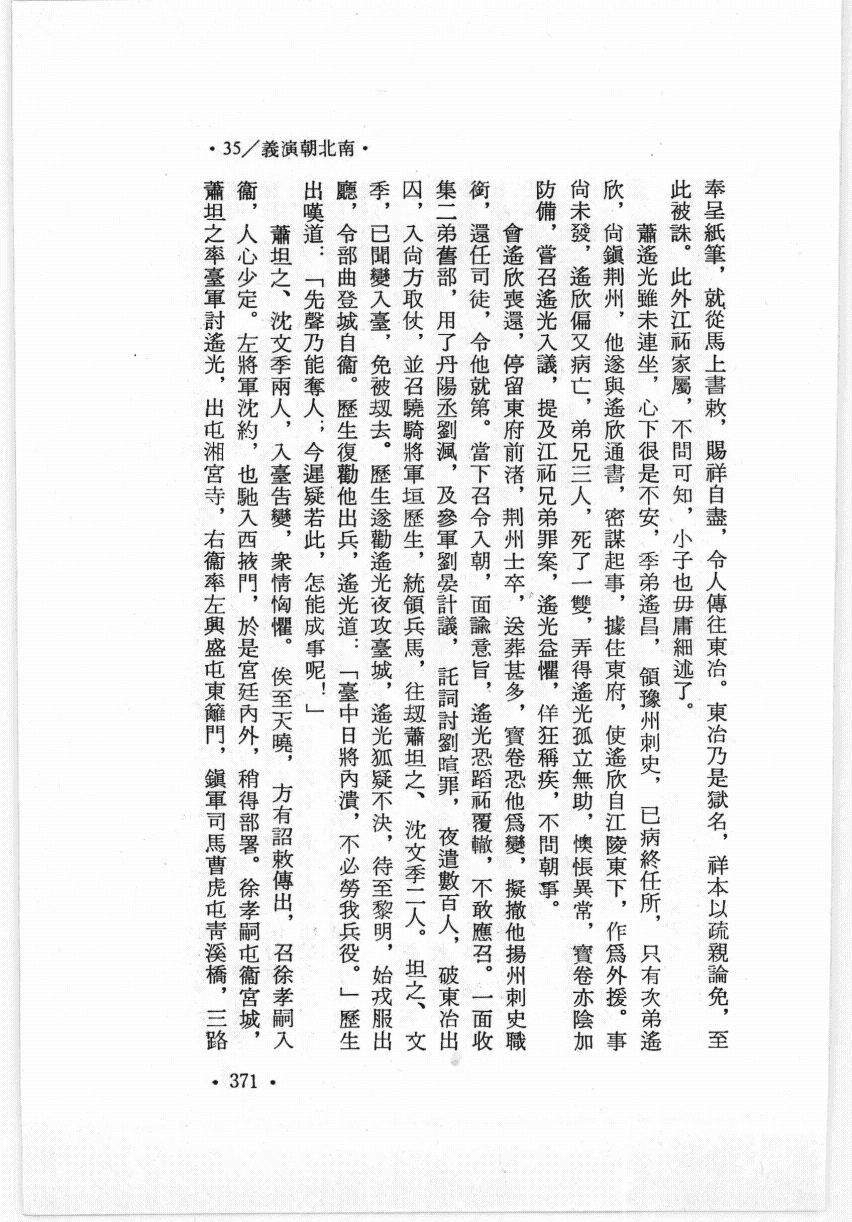 ・35／義演朝北南・
奉呈紙筆，就從馬上書敕，賜祥自盡，令人傳往東冶。東冶乃是獄名，祥本以疏親論免，至
此被誅。此外江祏家屬，不問可知，小子也毋庸細述了。
蕭遙光雖未連坐，心下很是不安，季弟遙昌，領豫州刺史，已病終任所，只有次弟遙
欣，尙鎭荆州，他遂與遙欣通書，密謀起事，據住東府，使遙欣自江陵東下，作爲外援。事
尙未發，遙欣偏又病亡，弟兄三人，死了一雙，弄得遙光孤立無助，懊悵異常，寶卷亦陰加
防備，嘗召遙光入議，提及江祏兄弟罪案，遙光益懼，佯狂稱疾，不問朝事。
會遙欣喪還，停留東府前渚，荆州士卒，送葬甚多，寶卷恐他爲變，擬撤他揚州刺史職
銜，還任司徒，令他就第。當下召令入朝，面諭意旨，遙光恐蹈祏覆轍，不敢應召。一面收
集二弟舊部，用了丹陽丞劉渢，及參軍劉晏計議，託詞討劉暄罪，夜遣數百人，破東冶出
囚，入尙方取仗，並召驍騎將軍垣歷生，統領兵馬，往刼蕭坦之、沈文季二人。坦之、文
季，已聞變入臺，免被刼去。歷生遂勸遙光夜攻臺城，遙光狐疑不決，待至黎明，始戎服出
廳，令部曲登城自衞。歷生復勸他出兵，遙光道：「臺中日將內潰，不必勞我兵役。」歷生
出嘆道：「先聲乃能奪人；今遲疑若此，怎能成事呢！」
蕭坦之、沈文季兩人，入臺告變，衆情恟懼。俟至天曉，方有詔敕傳出，召徐孝嗣入
衞，人心少定。左將軍沈約，也馳入西掖門，於是宮廷內外，稍得部署。徐孝嗣屯衞宮城，
蕭坦之率臺軍討遙光，出屯湘宮寺，右衞率左興盛屯東籬門，鎭軍司馬曹虎屯靑溪橋，三路
・371・